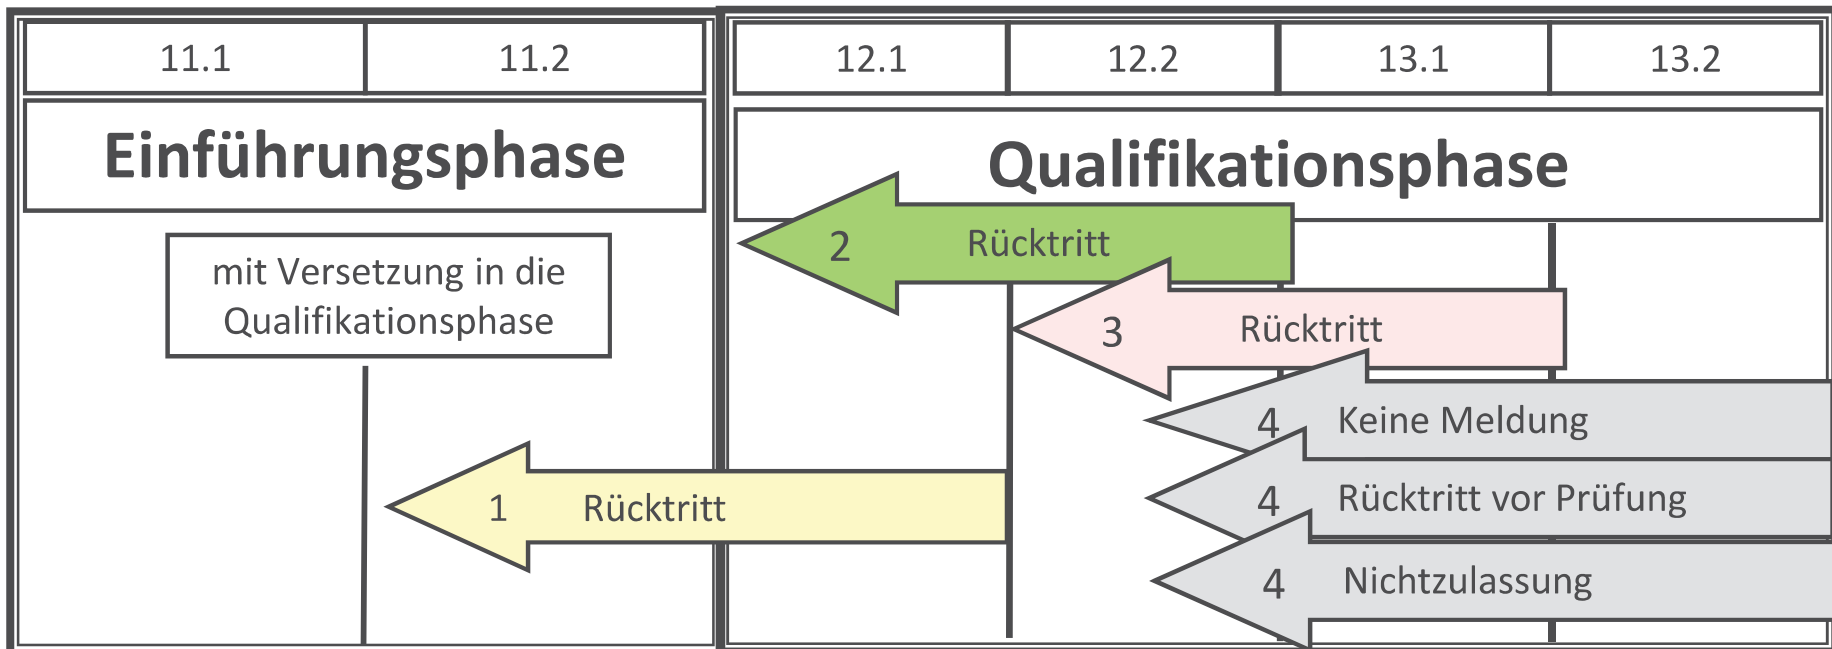 11.1
11.2
12.1
12.2
13.1
13.2
Einführungsphase
Qualifikationsphase
mit Versetzung in die
Qualifikationsphase
2 Rücktritt
3 Rücktritt
4 Keine Meldung
1 Rücktritt
4 Rücktritt vor Prüfung
4 Nichtzulassung